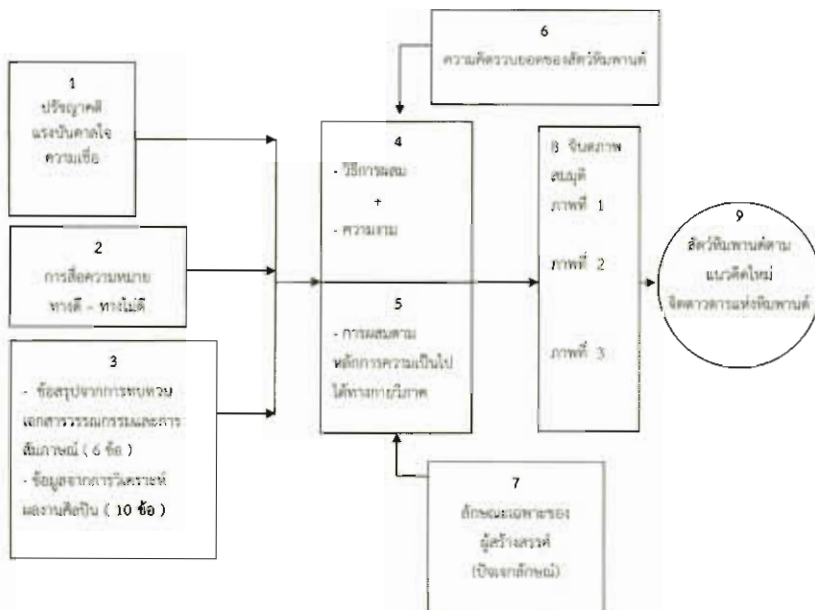 1
ปรัชญาคติ
แรงบันดาลใจ
ความเชื่อ
2
การสื่อความหมาย
ทางดี - ทางไม่ดี
3
- ข้อสรุปจากการทบทวน
เอกสารวรรณกรรมและการ
สัมภาษณ์ ( 6 ข้อ )
- ข้อมูลจากการวิเคราะห์
ผลงานศิลปิน ( 10 ข้อ )
6
ความคิดรวบยอดของสัตว์หิมพานต์
4
- วิธีการผสม
+
- ความงาม
5
- การผสมตาม
หลักการความเป็นไป
ได้ทางกายวิภาค
7
ลักษณะเฉพาะของ
ผู้สร้างสรรค์
(ปัจเจกลักษณ์)
8 จินตภาพ
สมมุติ
ภาพที่ 1
ภาพที่ 2
ภาพที่ 3
9
สัตว์หิมพานต์ตาม
แนวคิดใหม่
จิตดาวดารแห่งหิมพานต์